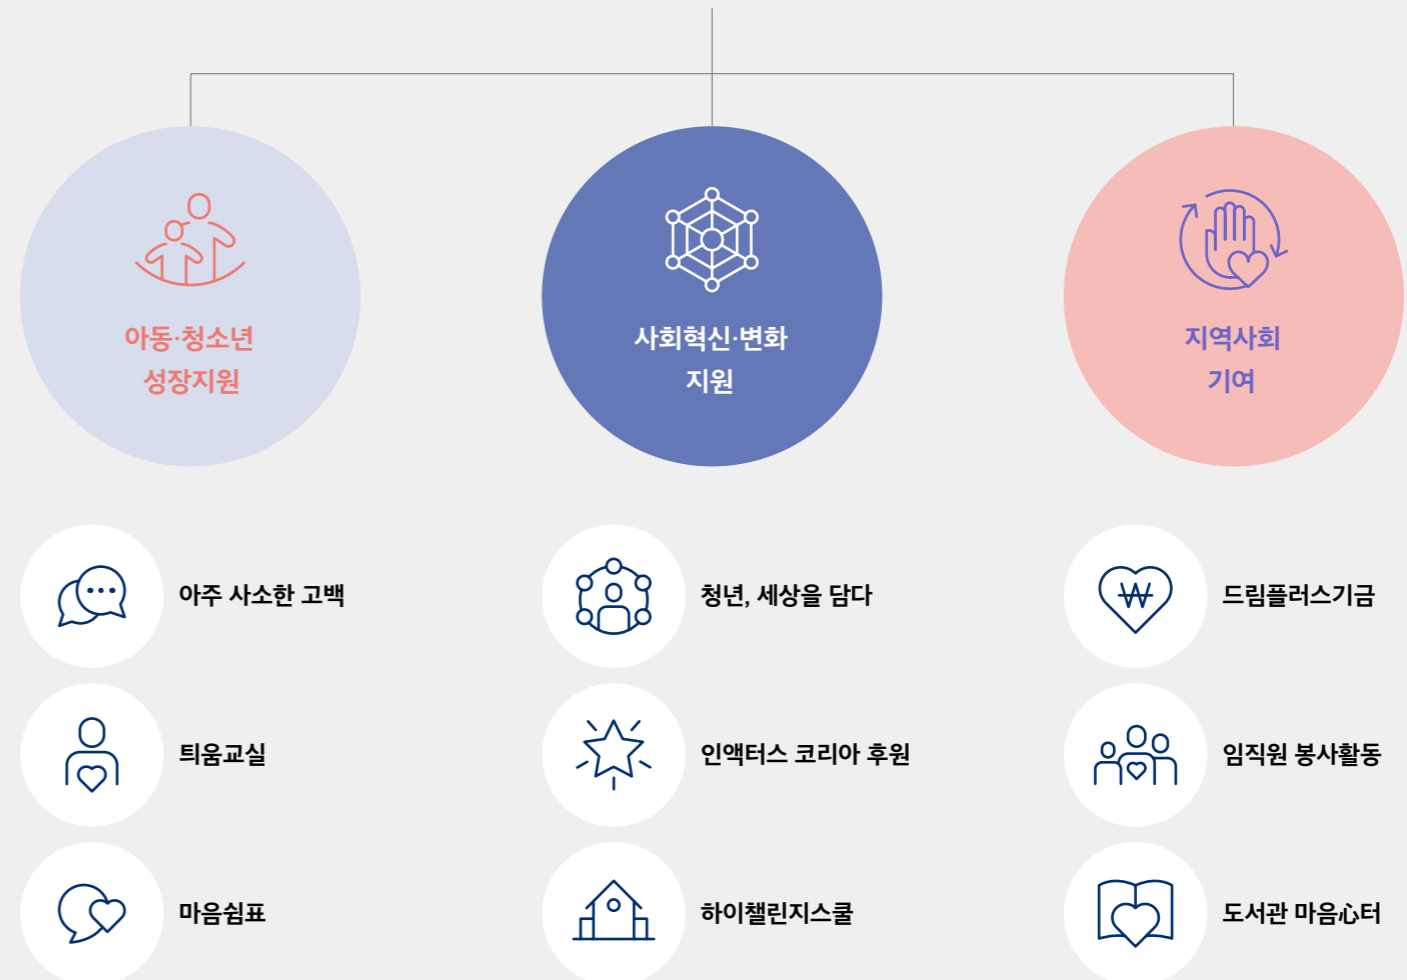 아동·청소년
성장지원
사회혁신·변화
지원
지역사회
기여
아주 사소한 고백
틔움교실
마음쉼표
청년, 세상을 담다
인액터스 코리아 후원
하이챌린지스쿨
드림플러스기금
임직원 봉사활동
도서관 마음心터